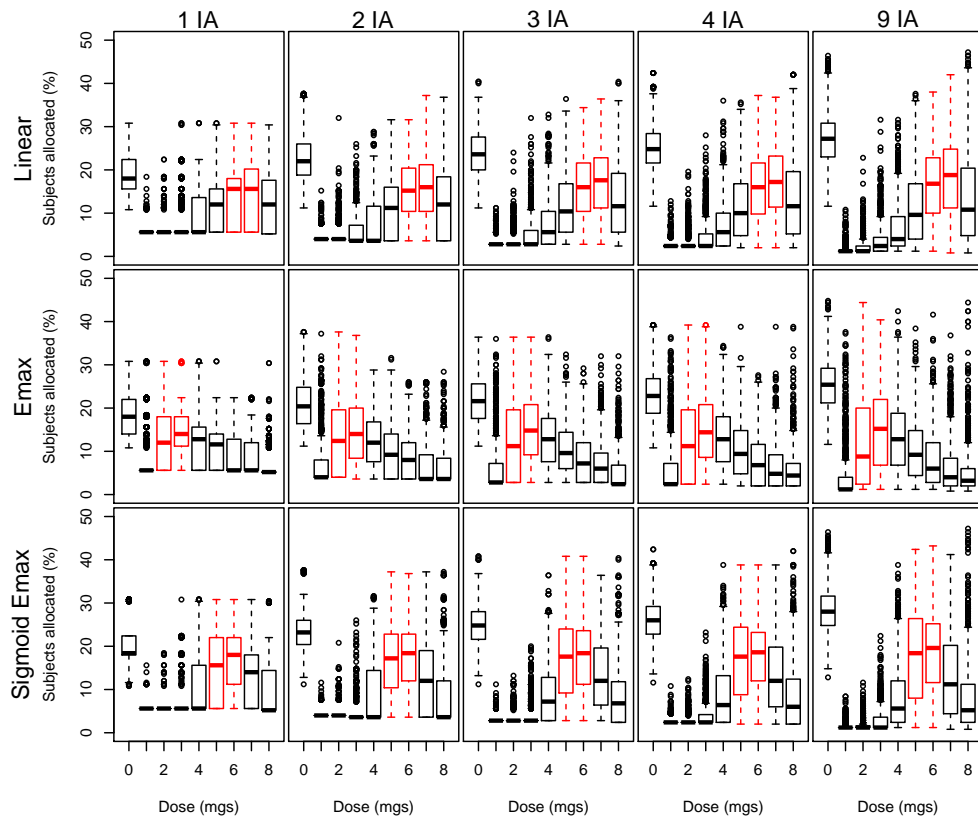 1 IA 2 IA 3 IA 4 IA 9 IA
Linear
Subjects allocated (%)
0 10 20 30 40 50
Emax
Subjects allocated (%)
0 10 20 30 40 50
Sigmoid Emax
Subjects allocated (%)
0 10 20 30 40 50
0 2 4 6 8 0 2 4 6 8 0 2 4 6 8 0 2 4 6 8 0 2 4 6 8
Dose (mgs) Dose (mgs) Dose (mgs) Dose (mgs) Dose (mgs)